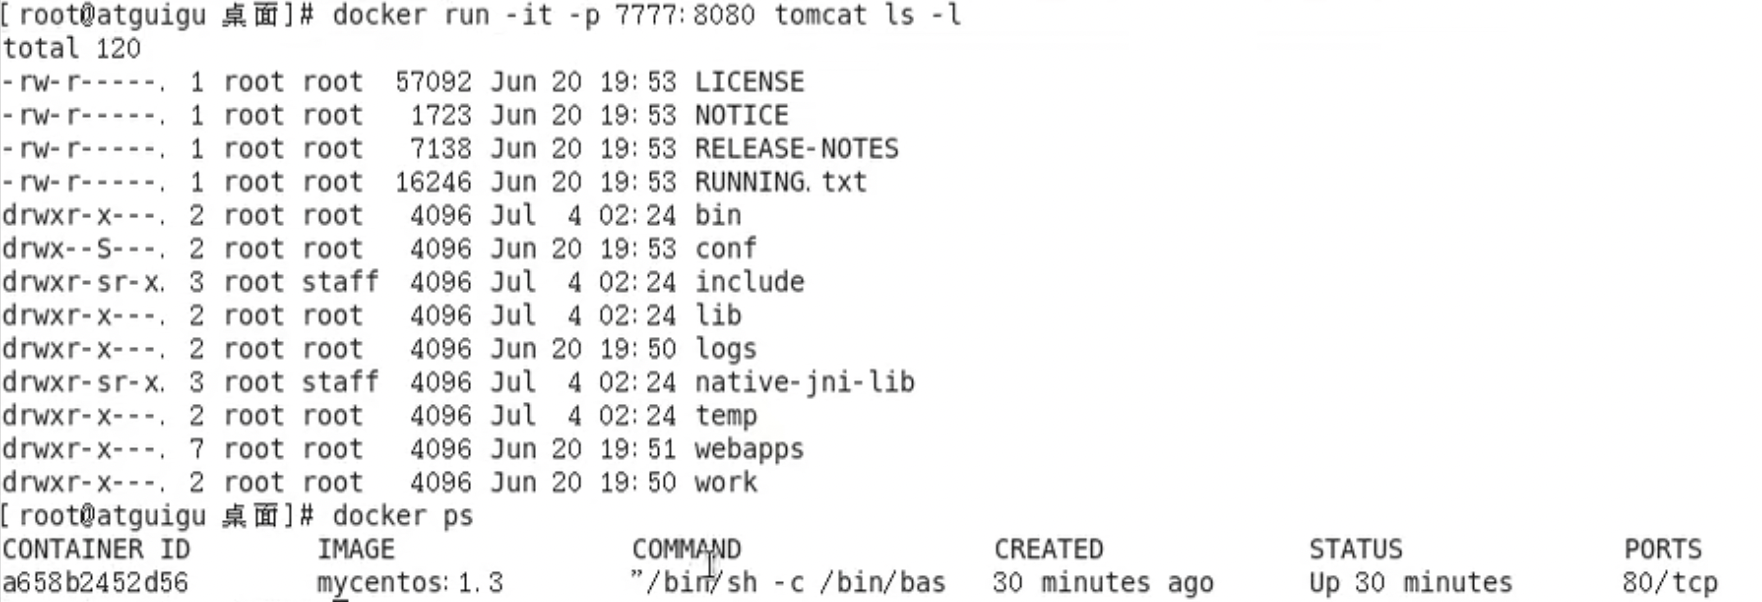 [root@atguigu 桌面]# docker run -it -p 7777:8080 tomcat ls -l
total 120
-rw-r-----. 1 root root  57092 Jun 20 19:53 LICENSE
-rw-r-----. 1 root root   1723 Jun 20 19:53 NOTICE
-rw-r-----. 1 root root   7138 Jun 20 19:53 RELEASE-NOTES
-rw-r-----. 1 root root  16246 Jun 20 19:53 RUNNING.txt
drwxr-x---. 2 root root   4096 Jul  4 02:24 bin
drwx--S---. 2 root root   4096 Jun 20 19:53 conf
drwxr-sr-x. 3 root staff  4096 Jul  4 02:24 include
drwxr-x---. 2 root root   4096 Jul  4 02:24 lib
drwxr-x---. 2 root root   4096 Jun 20 19:50 logs
drwxr-sr-x. 3 root staff  4096 Jul  4 02:24 native-jni-lib
drwxr-x---. 2 root root   4096 Jul  4 02:24 temp
drwxr-x---. 7 root root   4096 Jun 20 19:51 webapps
drwxr-x---. 2 root root   4096 Jun 20 19:50 work
[root@atguigu 桌面]# docker ps
CONTAINER ID        IMAGE               COMMAND                CREATED             STATUS              PORTS
a658b2452d56        mycentos:1.3        "/bin/sh -c /bin/bas   30 minutes ago      Up 30 minutes       80/tcp